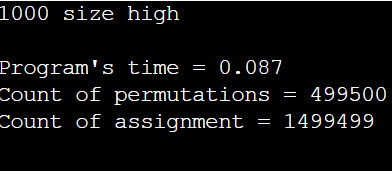 1000 size high
Program's time = 0.087
Count of permutations = 499500
Count of assignment = 1499499